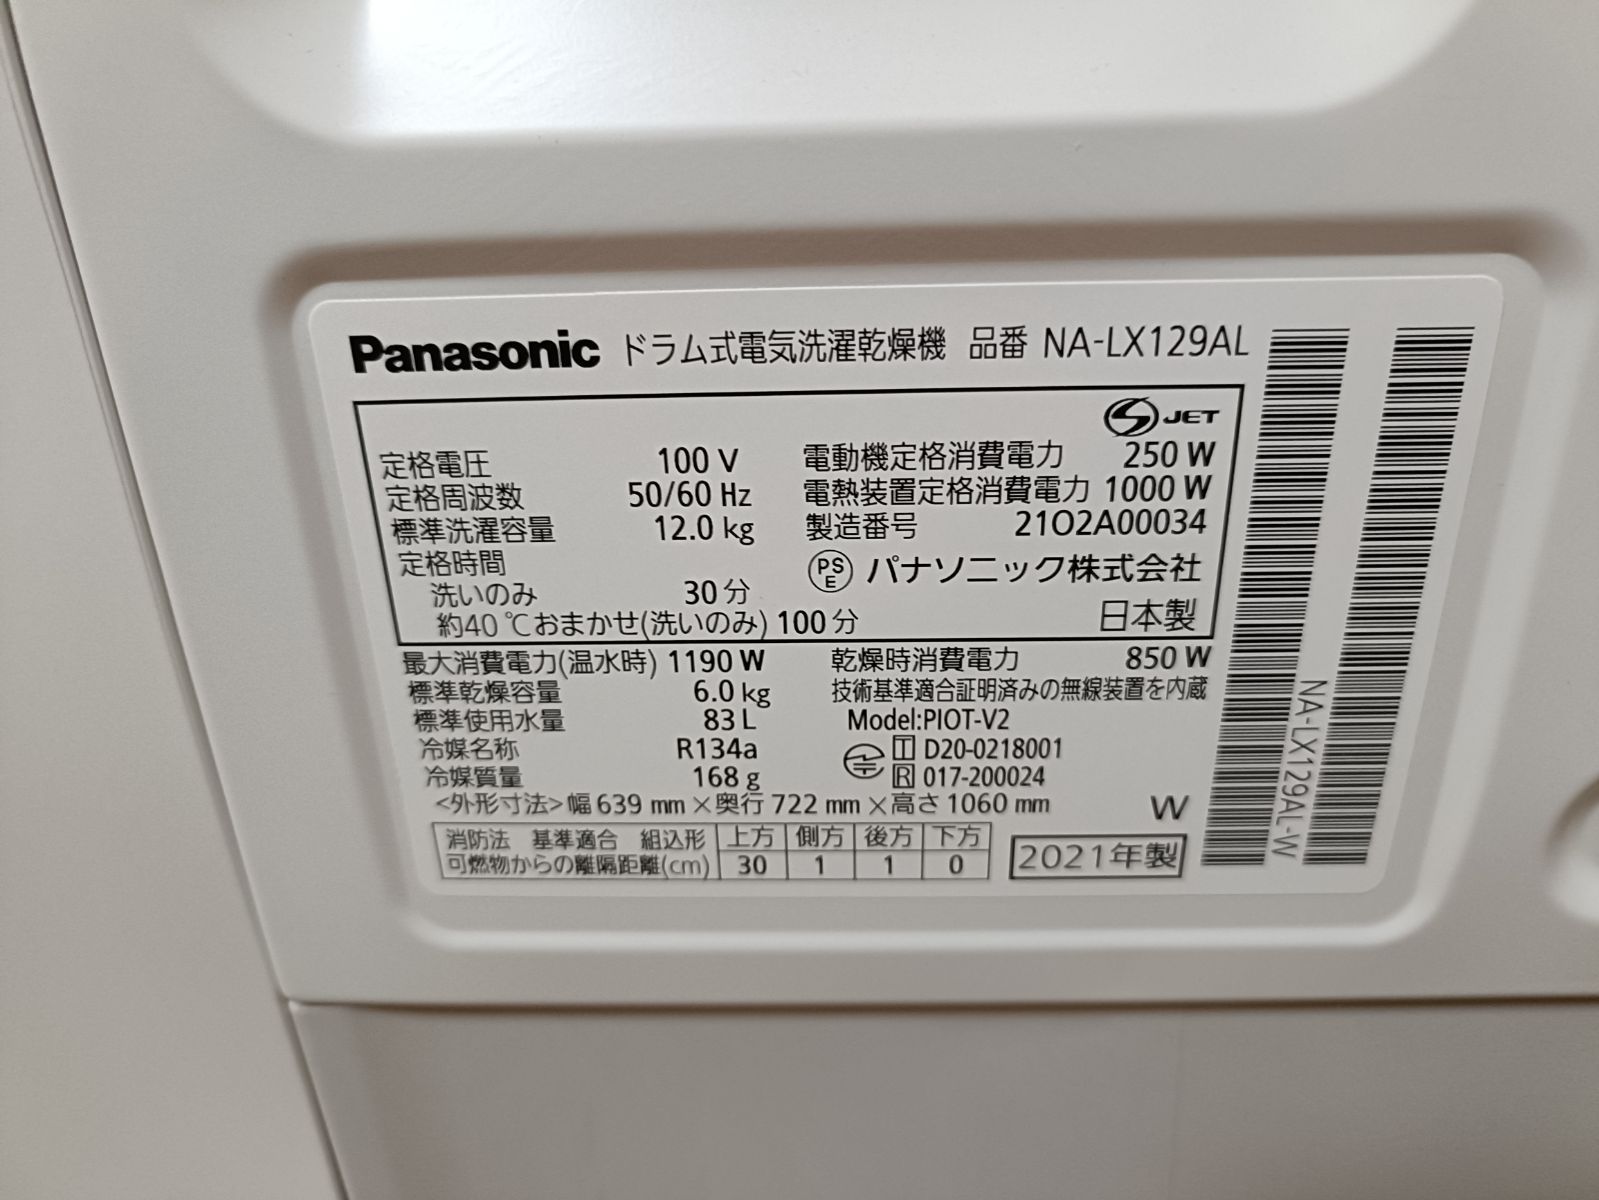 Panasonic ドラム式電気洗濯乾燥機 品番 NA-LX129AL
JET
定格電圧 100 V 電動機定格消費電力 250 W
定格周波数 50/60 Hz 電熱装置定格消費電力 1000 W
標準洗濯容量 12.0 kg 製造番号 21O2A00034
定格時間 PS E パナソニック株式会社
洗いのみ 30 分
約40 ℃おまかせ(洗いのみ) 100 分 日本製
最大消費電力(温水時) 1190 W 乾燥時消費電力 850 W
標準乾燥容量 6.0 kg 技術基準適合証明済みの無線装置を内蔵
標準使用水量 83 L Model:PIOT-V2
冷媒名称 R134a T D20-0218001
冷媒質量 168 g R 017-200024
<外形寸法> 幅 639 mm × 奥行 722 mm × 高さ 1060 mm W
消防法 基準適合 組込形 上方 側方 後方 下方
可燃物からの離隔距離(cm) 30 1 1 0
2021年製
NA-LX129AL-W